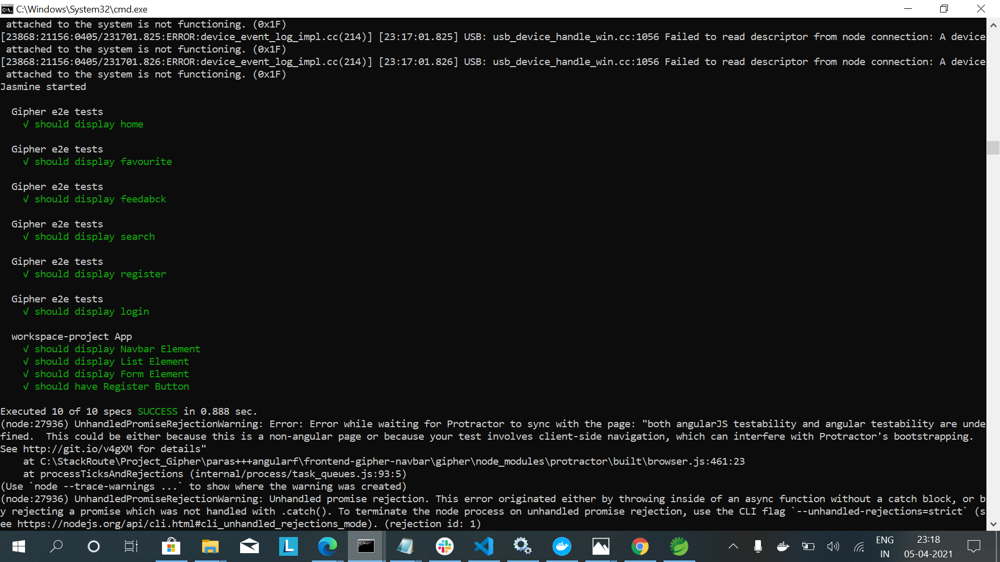 C:\Windows\System32\cmd.exe
attached to the system is not functioning. (0x1F)
[23868:21156:0405/231701.825:ERROR:device_event_log_impl.cc(214)] [23:17:01.825] USB: usb_device_handle_win.cc:1056 Failed to read descriptor from node connection: A device
attached to the system is not functioning. (0x1F)
[23868:21156:0405/231701.826:ERROR:device_event_log_impl.cc(214)] [23:17:01.826] USB: usb_device_handle_win.cc:1056 Failed to read descriptor from node connection: A device
attached to the system is not functioning. (0x1F)
Jasmine started
Gipher e2e tests
√ should display home
Gipher e2e tests
√ should display favourite
Gipher e2e tests
√ should display feedabck
Gipher e2e tests
√ should display search
Gipher e2e tests
√ should display register
Gipher e2e tests
√ should display login
workspace-project App
√ should display Navbar Element
√ should display List Element
√ should display Form Element
√ should have Register Button
Executed 10 of 10 specs SUCCESS in 0.888 sec.
(node:27936) UnhandledPromiseRejectionWarning: Error: Error while waiting for Protractor to sync with the page: "both angularJS testability and angular testability are unde
fined.  This could be either because this is a non-angular page or because your test involves client-side navigation, which can interfere with Protractor's bootstrapping.
See http://git.io/v4gXM for details"
at C:\StackRoute\Project_Gipher\paras+++angularf\frontend-gipher-navbar\gipher\node_modules\protractor\built\browser.js:461:23
at processTicksAndRejections (internal/process/task_queues.js:93:5)
(Use `node --trace-warnings ...` to show where the warning was created)
(node:27936) UnhandledPromiseRejectionWarning: Unhandled promise rejection. This error originated either by throwing inside of an async function without a catch block, or b
y rejecting a promise which was not handled with .catch(). To terminate the node process on unhandled promise rejection, use the CLI flag `--unhandled-rejections=strict` (s
ee https://nodejs.org/api/cli.html#cli_unhandled_rejections_mode). (rejection id: 1)
L
ENG
IN
23:18
05-04-2021